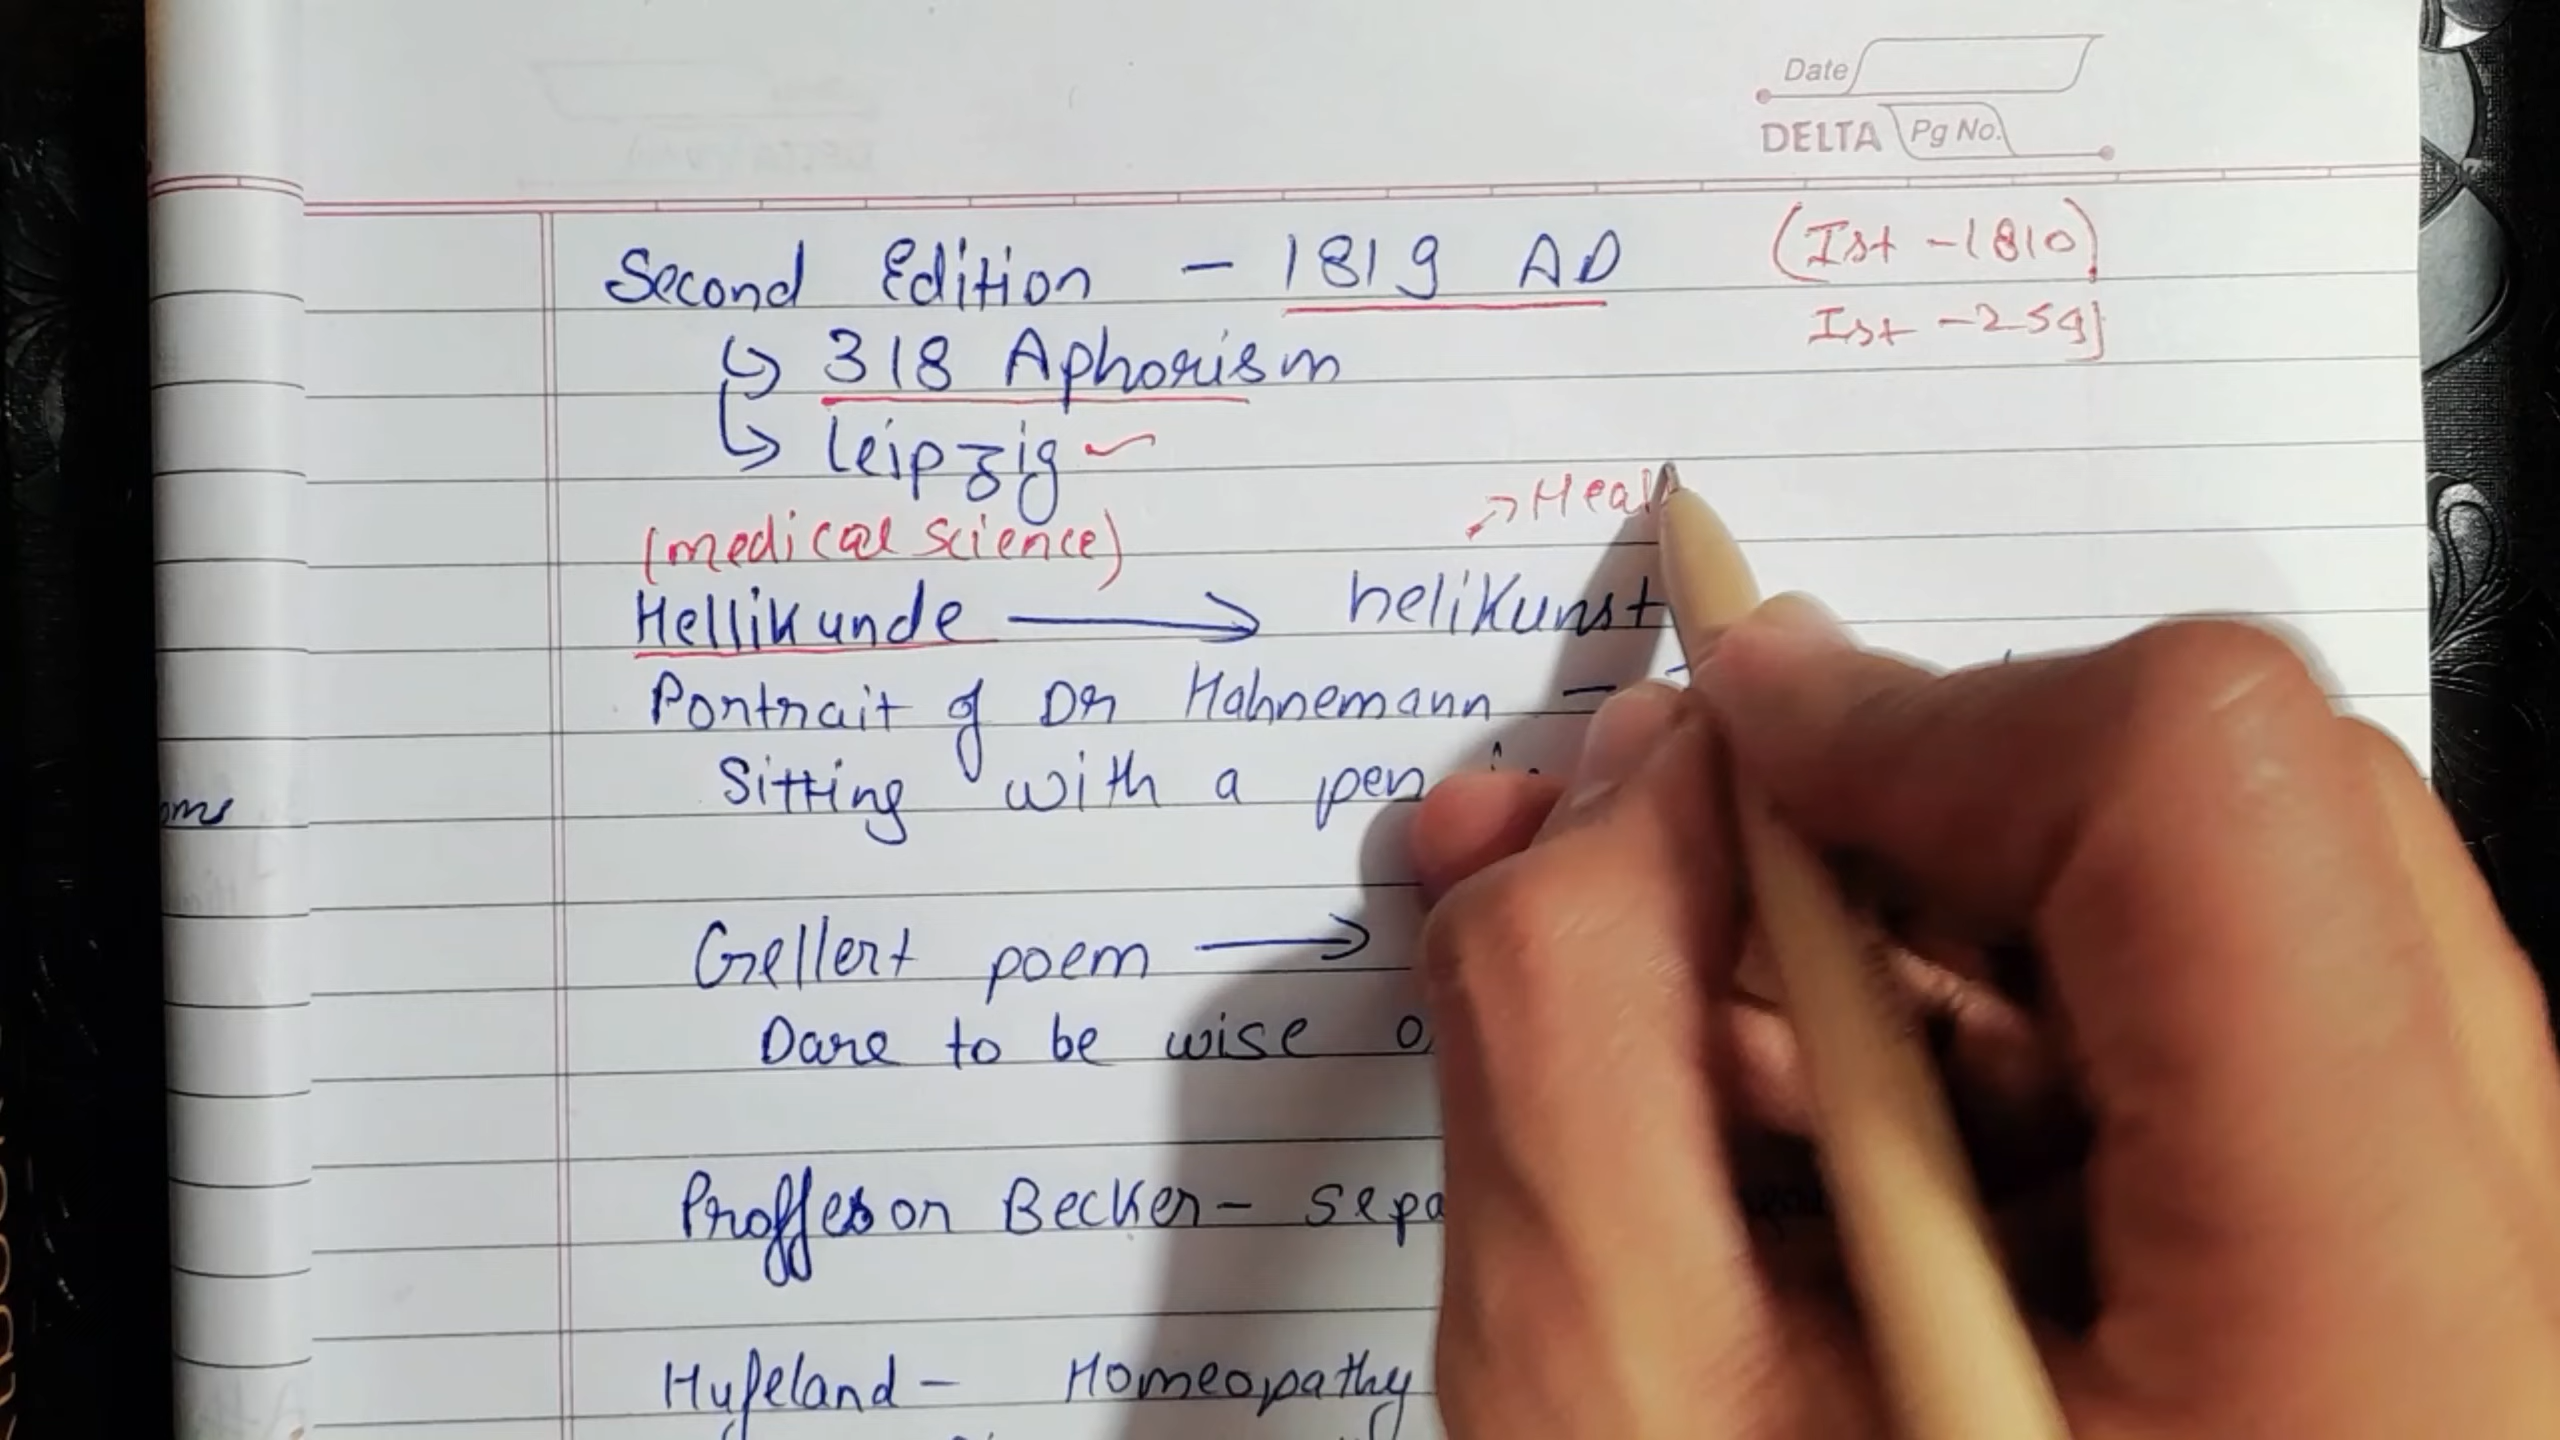 Date
DELTA Pg No.
Second Edition - 1819 AD (Ist - 1810)
↳ 318 Aphorism Ist - 259]
↳ leipzig
(medical science) → Heal
Hellikunde → helikunst
Portrait of Dr Hahnemann -
Sitting with a pen
Gellert poem →
Dare to be wise
Proffesor Becker - sepa
Hufeland - Homeopathy